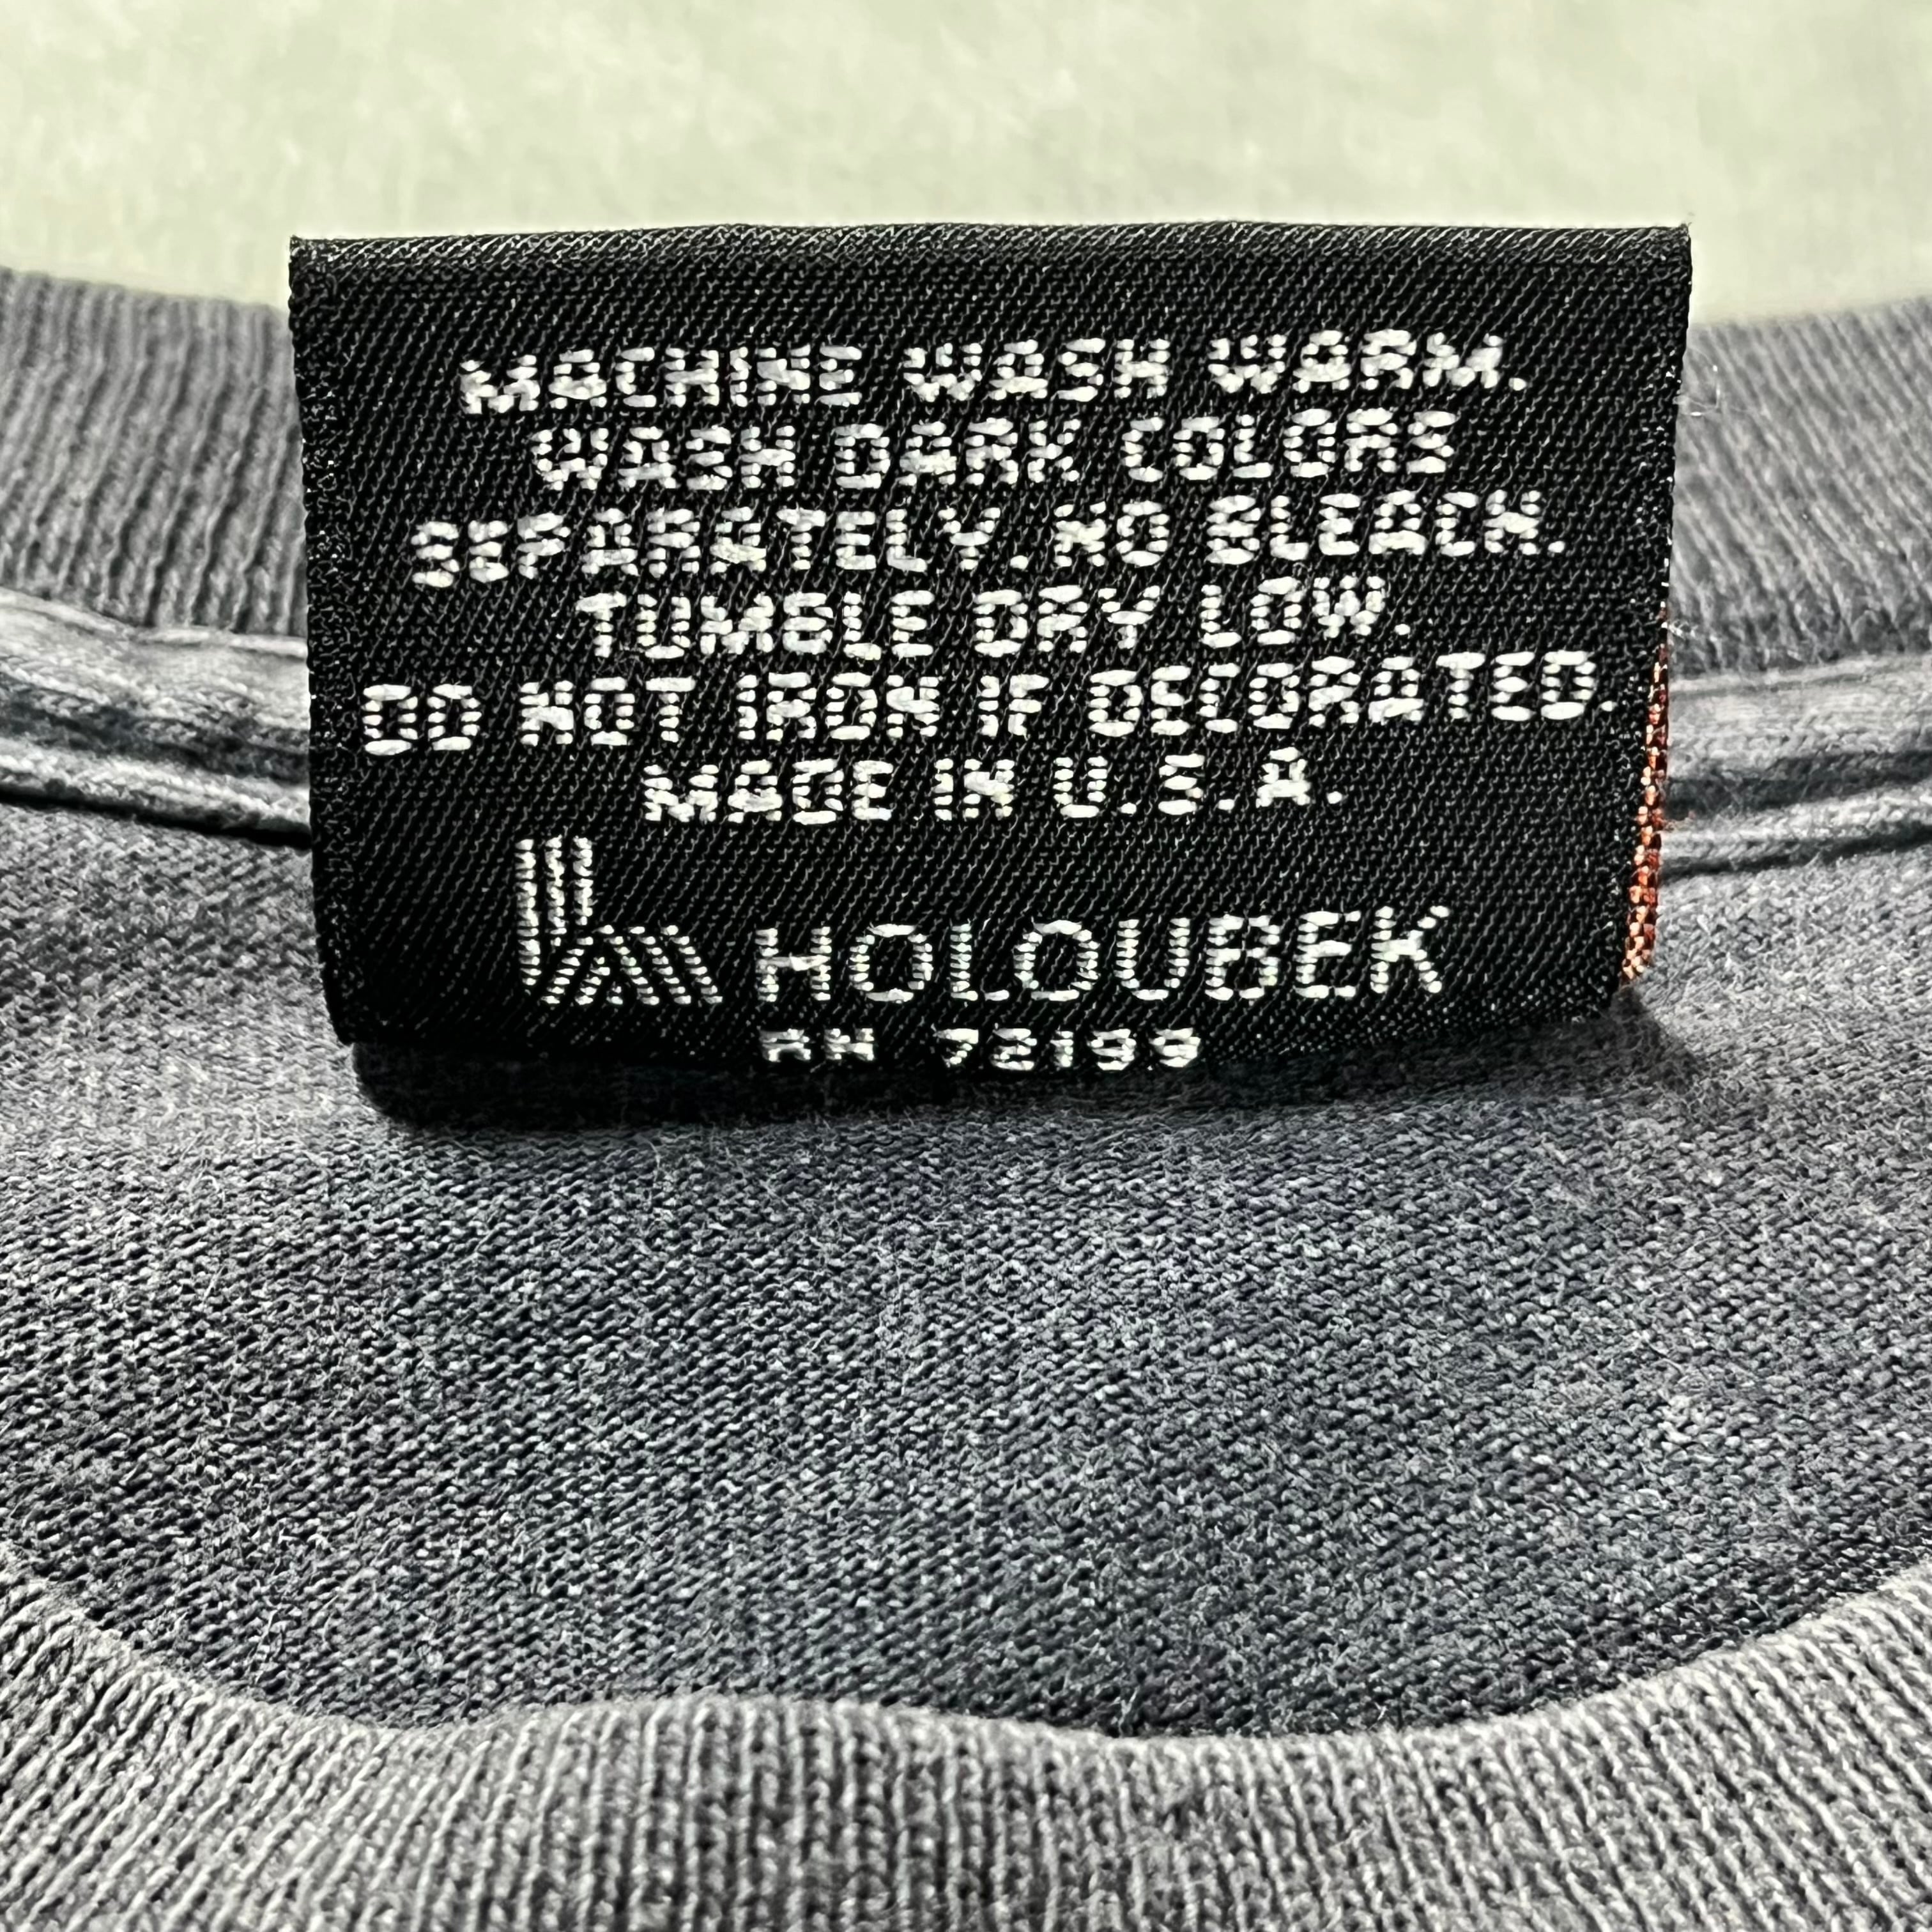 MACHINE WASH WARM.
WASH DARK COLORS
SEPARATELY. NO BLEACH.
TUMBLE DRY LOW.
DO NOT IRON IF DECORATED.
MADE IN U.S.A.
HOLOUBEK
RN 72199